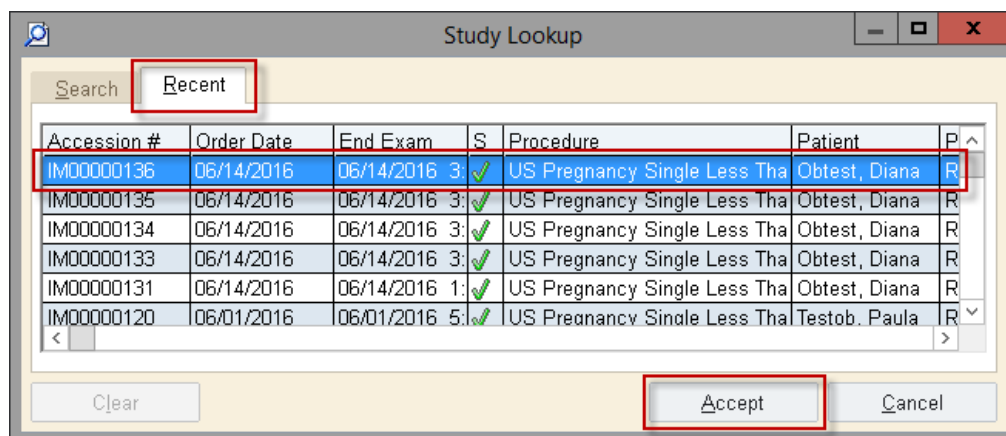 Study Lookup
Search Recent
Accession # Order Date End Exam S Procedure Patient P
IM00000136 06/14/2016 06/14/2016 3: US Pregnancy Single Less Tha Obtest, Diana R
IM00000135 06/14/2016 06/14/2016 3: US Pregnancy Single Less Tha Obtest, Diana R
IM00000134 06/14/2016 06/14/2016 3: US Pregnancy Single Less Tha Obtest, Diana R
IM00000133 06/14/2016 06/14/2016 3: US Pregnancy Single Less Tha Obtest, Diana R
IM00000131 06/14/2016 06/14/2016 1: US Pregnancy Single Less Tha Obtest, Diana R
IM00000120 06/01/2016 06/01/2016 5: US Pregnancy Single Less Tha Testob, Paula R
Clear Accept Cancel